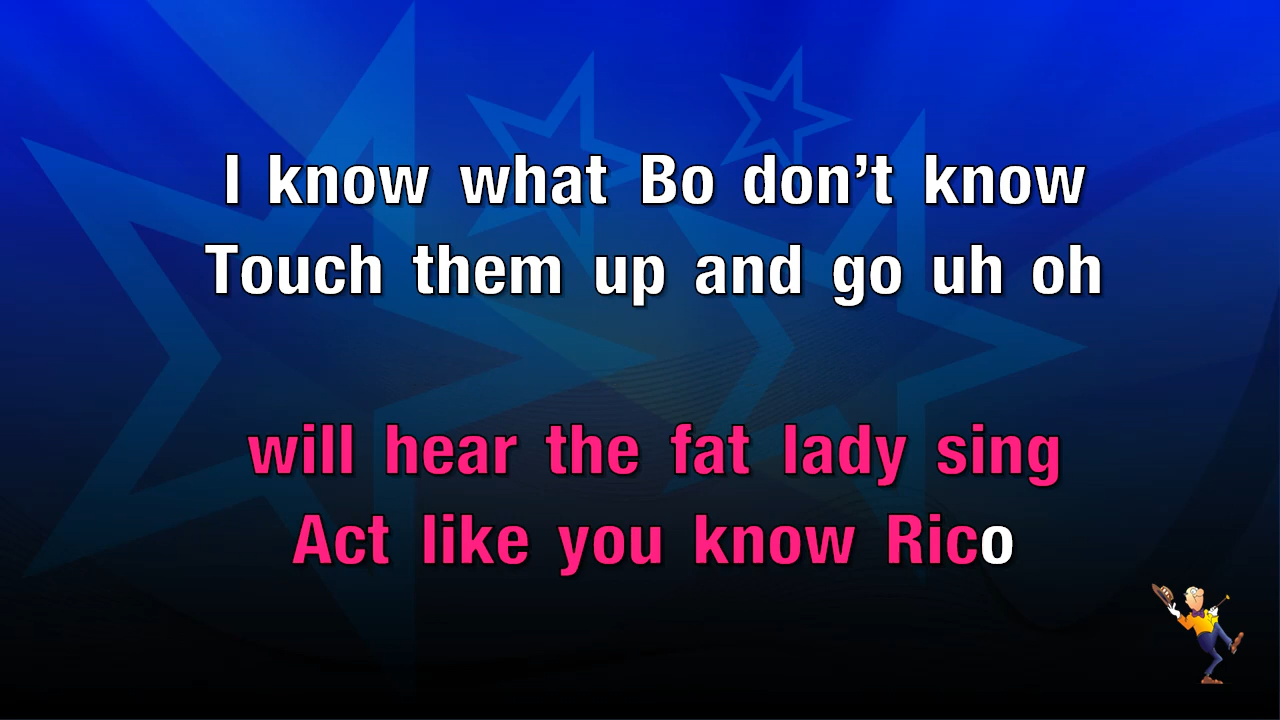 I know what Bo don’t know
Touch them up and go uh oh
will hear the fat lady sing
Act like you know Rico